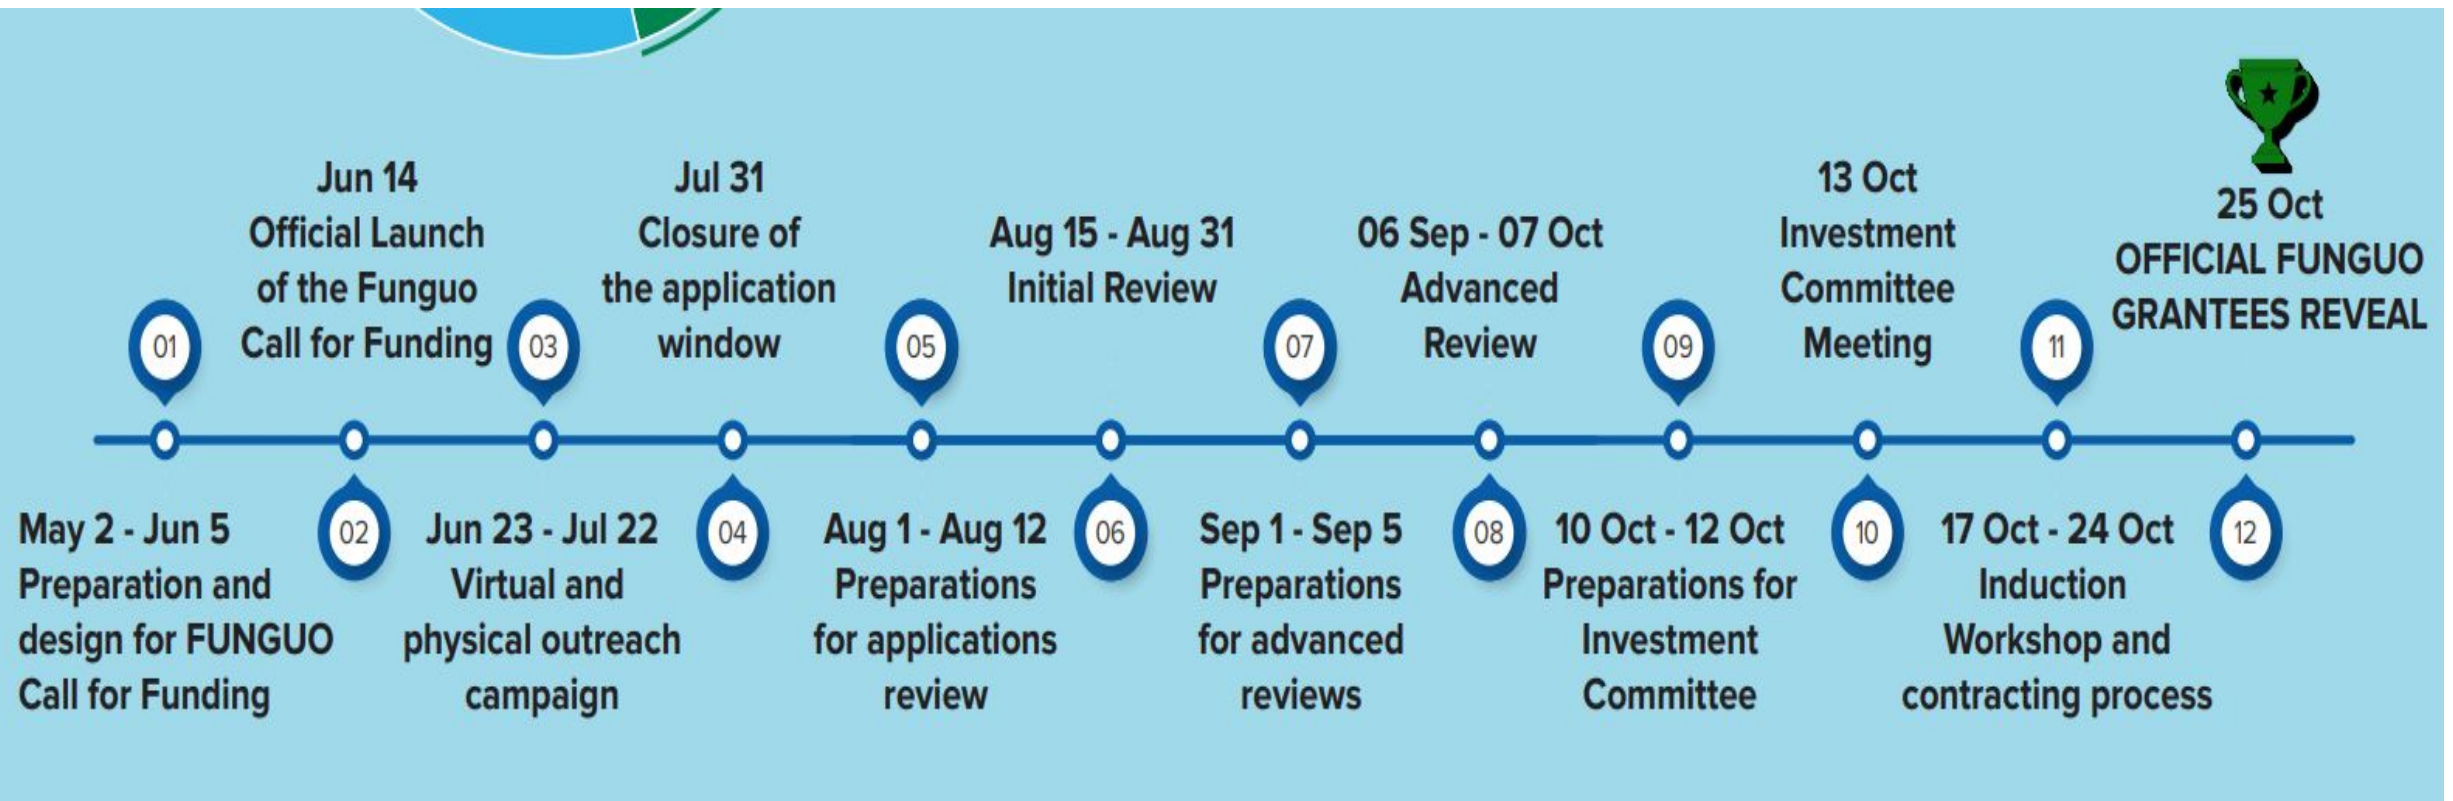 01
May 2 - Jun 5
Preparation and
design for FUNGUO
Call for Funding
02
Jun 14
Official Launch
of the Funguo
Call for Funding
03
Jun 23 - Jul 22
Virtual and
physical outreach
campaign
04
Jul 31
Closure of
the application
window
05
Aug 1 - Aug 12
Preparations
for applications
review
06
Aug 15 - Aug 31
Initial Review
07
Sep 1 - Sep 5
Preparations
for advanced
reviews
08
06 Sep - 07 Oct
Advanced
Review
09
10 Oct - 12 Oct
Preparations for
Investment
Committee
10
13 Oct
Investment
Committee
Meeting
11
17 Oct - 24 Oct
Induction
Workshop and
contracting process
12
25 Oct
OFFICIAL FUNGUO
GRANTEES REVEAL